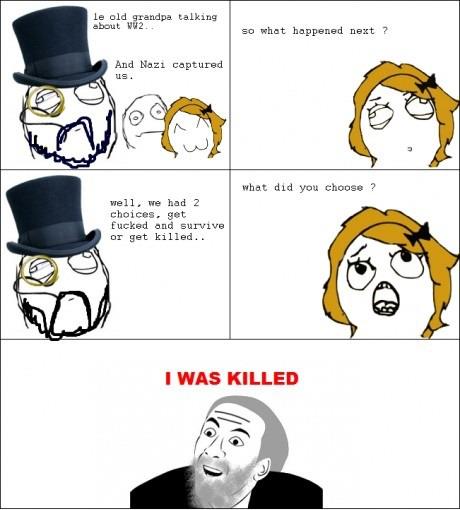 le old grandpa talking
about WW2..
And Nazi captured
us.
so what happened next ?
well, we had 2
choices, get
fucked and survive
or get killed..
what did you choose ?
I WAS KILLED